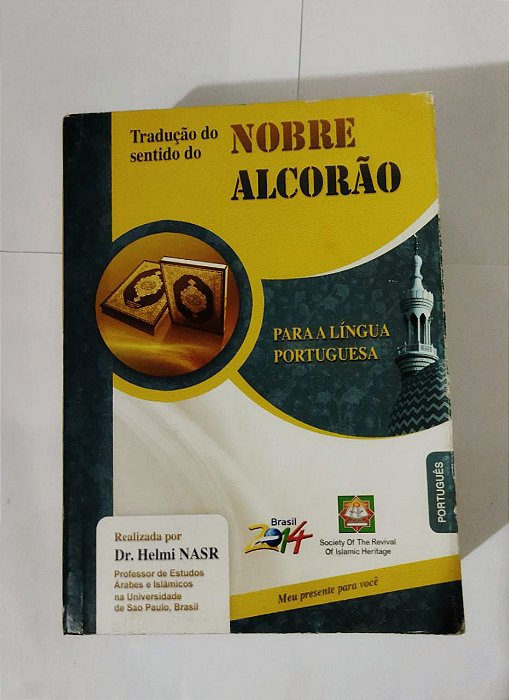 Tradução do
sentido do
NOBRE
ALCORÃO
PARA A LÍNGUA
PORTUGUESA
PORTUGUÊS
Realizada por
Dr. Helmi NASR
Professor de Estudos
Árabes e Islâmicos
na Universidade
de Sao Paulo, Brasil
Brasil
2014
Society Of The Revival
Of Islamic Heritage
Meu presente para você